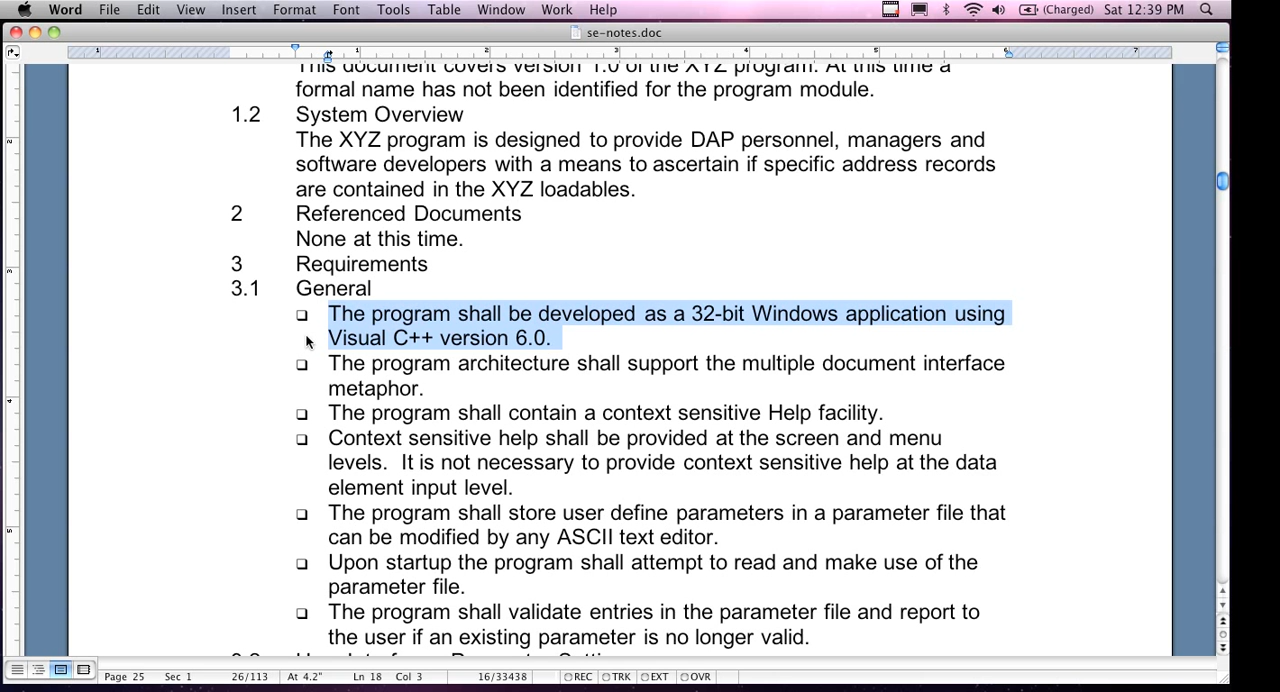 Word File Edit View Insert Format Font Tools Table Window Work Help (Charged) Sat 12:39 PM
se-notes.doc
1 1 2 3 4 5 6 7
This document covers version 1.0 of the XYZ program. At this time a
formal name has not been identified for the program module.
1.2 System Overview
The XYZ program is designed to provide DAP personnel, managers and
software developers with a means to ascertain if specific address records
are contained in the XYZ loadables.
2 Referenced Documents
None at this time.
3 Requirements
3.1 General
❑ The program shall be developed as a 32-bit Windows application using
Visual C++ version 6.0.
❑ The program architecture shall support the multiple document interface
metaphor.
❑ The program shall contain a context sensitive Help facility.
❑ Context sensitive help shall be provided at the screen and menu
levels.  It is not necessary to provide context sensitive help at the data
element input level.
❑ The program shall store user define parameters in a parameter file that
can be modified by any ASCII text editor.
❑ Upon startup the program shall attempt to read and make use of the
parameter file.
❑ The program shall validate entries in the parameter file and report to
the user if an existing parameter is no longer valid.
Page 25 Sec 1 26/113 At 4.2" Ln 18 Col 3 16/33438 REC TRK EXT OVR